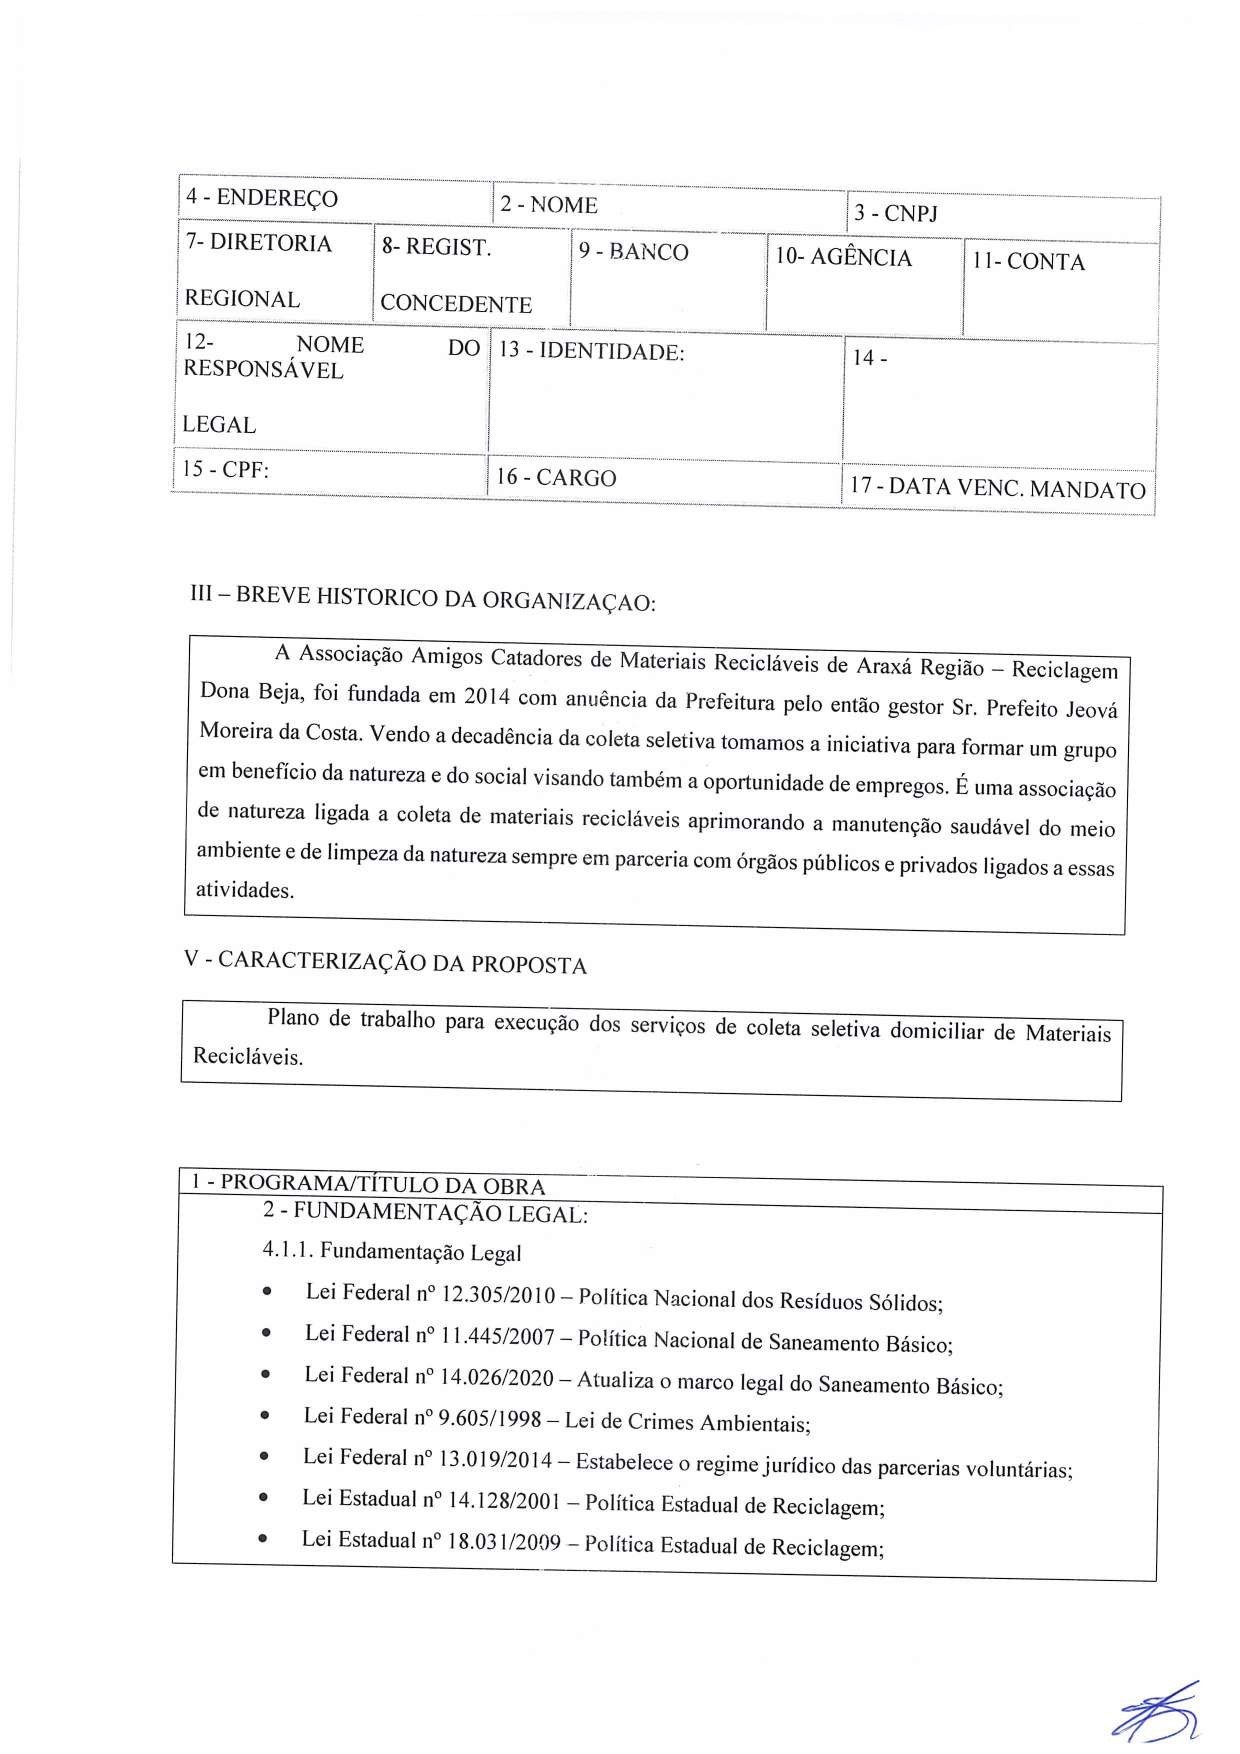 4 - ENDEREÇO 2 - NOME 3 - CNPJ
7- DIRETORIA 8- REGIST. 9 - BANCO 10- AGÊNCIA 11- CONTA
REGIONAL CONCEDENTE
12- NOME DO 13 - IDENTIDADE: 14 -
RESPONSÁVEL
LEGAL
15 - CPF: 16 - CARGO 17 - DATA VENC. MANDATO
III – BREVE HISTORICO DA ORGANIZAÇAO:
A Associação Amigos Catadores de Materiais Recicláveis de Araxá Região – Reciclagem
Dona Beja, foi fundada em 2014 com anuência da Prefeitura pelo então gestor Sr. Prefeito Jeová
Moreira da Costa. Vendo a decadência da coleta seletiva tomamos a iniciativa para formar um grupo
em benefício da natureza e do social visando também a oportunidade de empregos. É uma associação
de natureza ligada a coleta de materiais recicláveis aprimorando a manutenção saudável do meio
ambiente e de limpeza da natureza sempre em parceria com órgãos públicos e privados ligados a essas
atividades.
V - CARACTERIZAÇÃO DA PROPOSTA
Plano de trabalho para execução dos serviços de coleta seletiva domiciliar de Materiais
Recicláveis.
1 - PROGRAMA/TÍTULO DA OBRA
2 - FUNDAMENTAÇÃO LEGAL:
4.1.1. Fundamentação Legal
• Lei Federal nº 12.305/2010 – Política Nacional dos Resíduos Sólidos;
• Lei Federal nº 11.445/2007 – Política Nacional de Saneamento Básico;
• Lei Federal nº 14.026/2020 – Atualiza o marco legal do Saneamento Básico;
• Lei Federal nº 9.605/1998 – Lei de Crimes Ambientais;
• Lei Federal nº 13.019/2014 – Estabelece o regime jurídico das parcerias voluntárias;
• Lei Estadual nº 14.128/2001 – Política Estadual de Reciclagem;
• Lei Estadual nº 18.031/2009 – Política Estadual de Reciclagem;